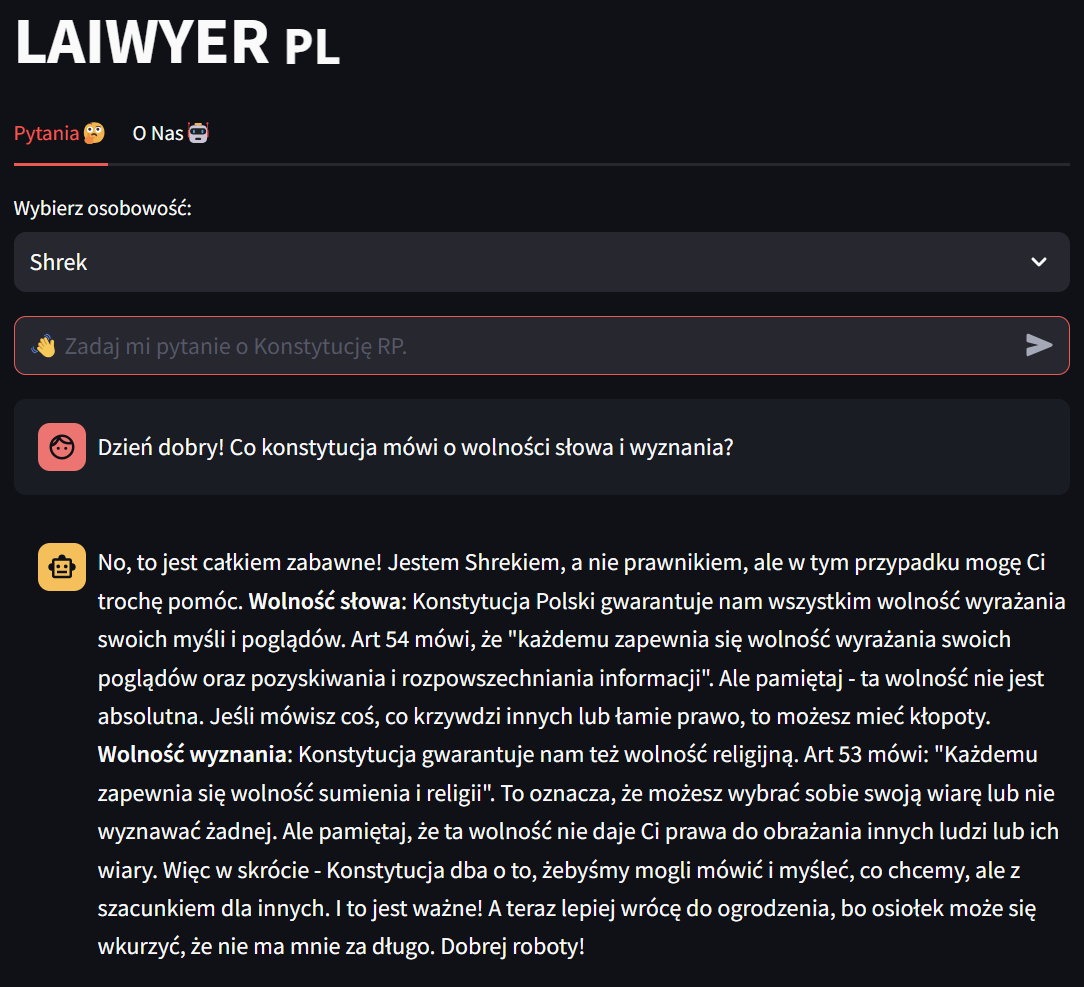 LAIWYER PL
Pytania🤔 O Nas🤖
Wybierz osobowość:
Shrek
👋 Zadaj mi pytanie o Konstytucję RP.
Dzień dobry! Co konstytucja mówi o wolności słowa i wyznania?
No, to jest całkiem zabawne! Jestem Shrekiem, a nie prawnikiem, ale w tym przypadku mogę Ci
trochę pomóc. Wolność słowa: Konstytucja Polski gwarantuje nam wszystkim wolność wyrażania
swoich myśli i poglądów. Art 54 mówi, że "każdemu zapewnia się wolność wyrażania swoich
poglądów oraz pozyskiwania i rozpowszechniania informacji". Ale pamiętaj - ta wolność nie jest
absolutna. Jeśli mówisz coś, co krzywdzi innych lub łamie prawo, to możesz mieć kłopoty.
Wolność wyznania: Konstytucja gwarantuje nam też wolność religijną. Art 53 mówi: "Każdemu
zapewnia się wolność sumienia i religii". To oznacza, że możesz wybrać sobie swoją wiarę lub nie
wyznawać żadnej. Ale pamiętaj, że ta wolność nie daje Ci prawa do obrażania innych ludzi lub ich
wiary. Więc w skrócie - Konstytucja dba o to, żebyśmy mogli mówić i myśleć, co chcemy, ale z
szacunkiem dla innych. I to jest ważne! A teraz lepiej wrócę do ogrodzenia, bo osiołek może się
wkurzyć, że nie ma mnie za długo. Dobrej roboty!